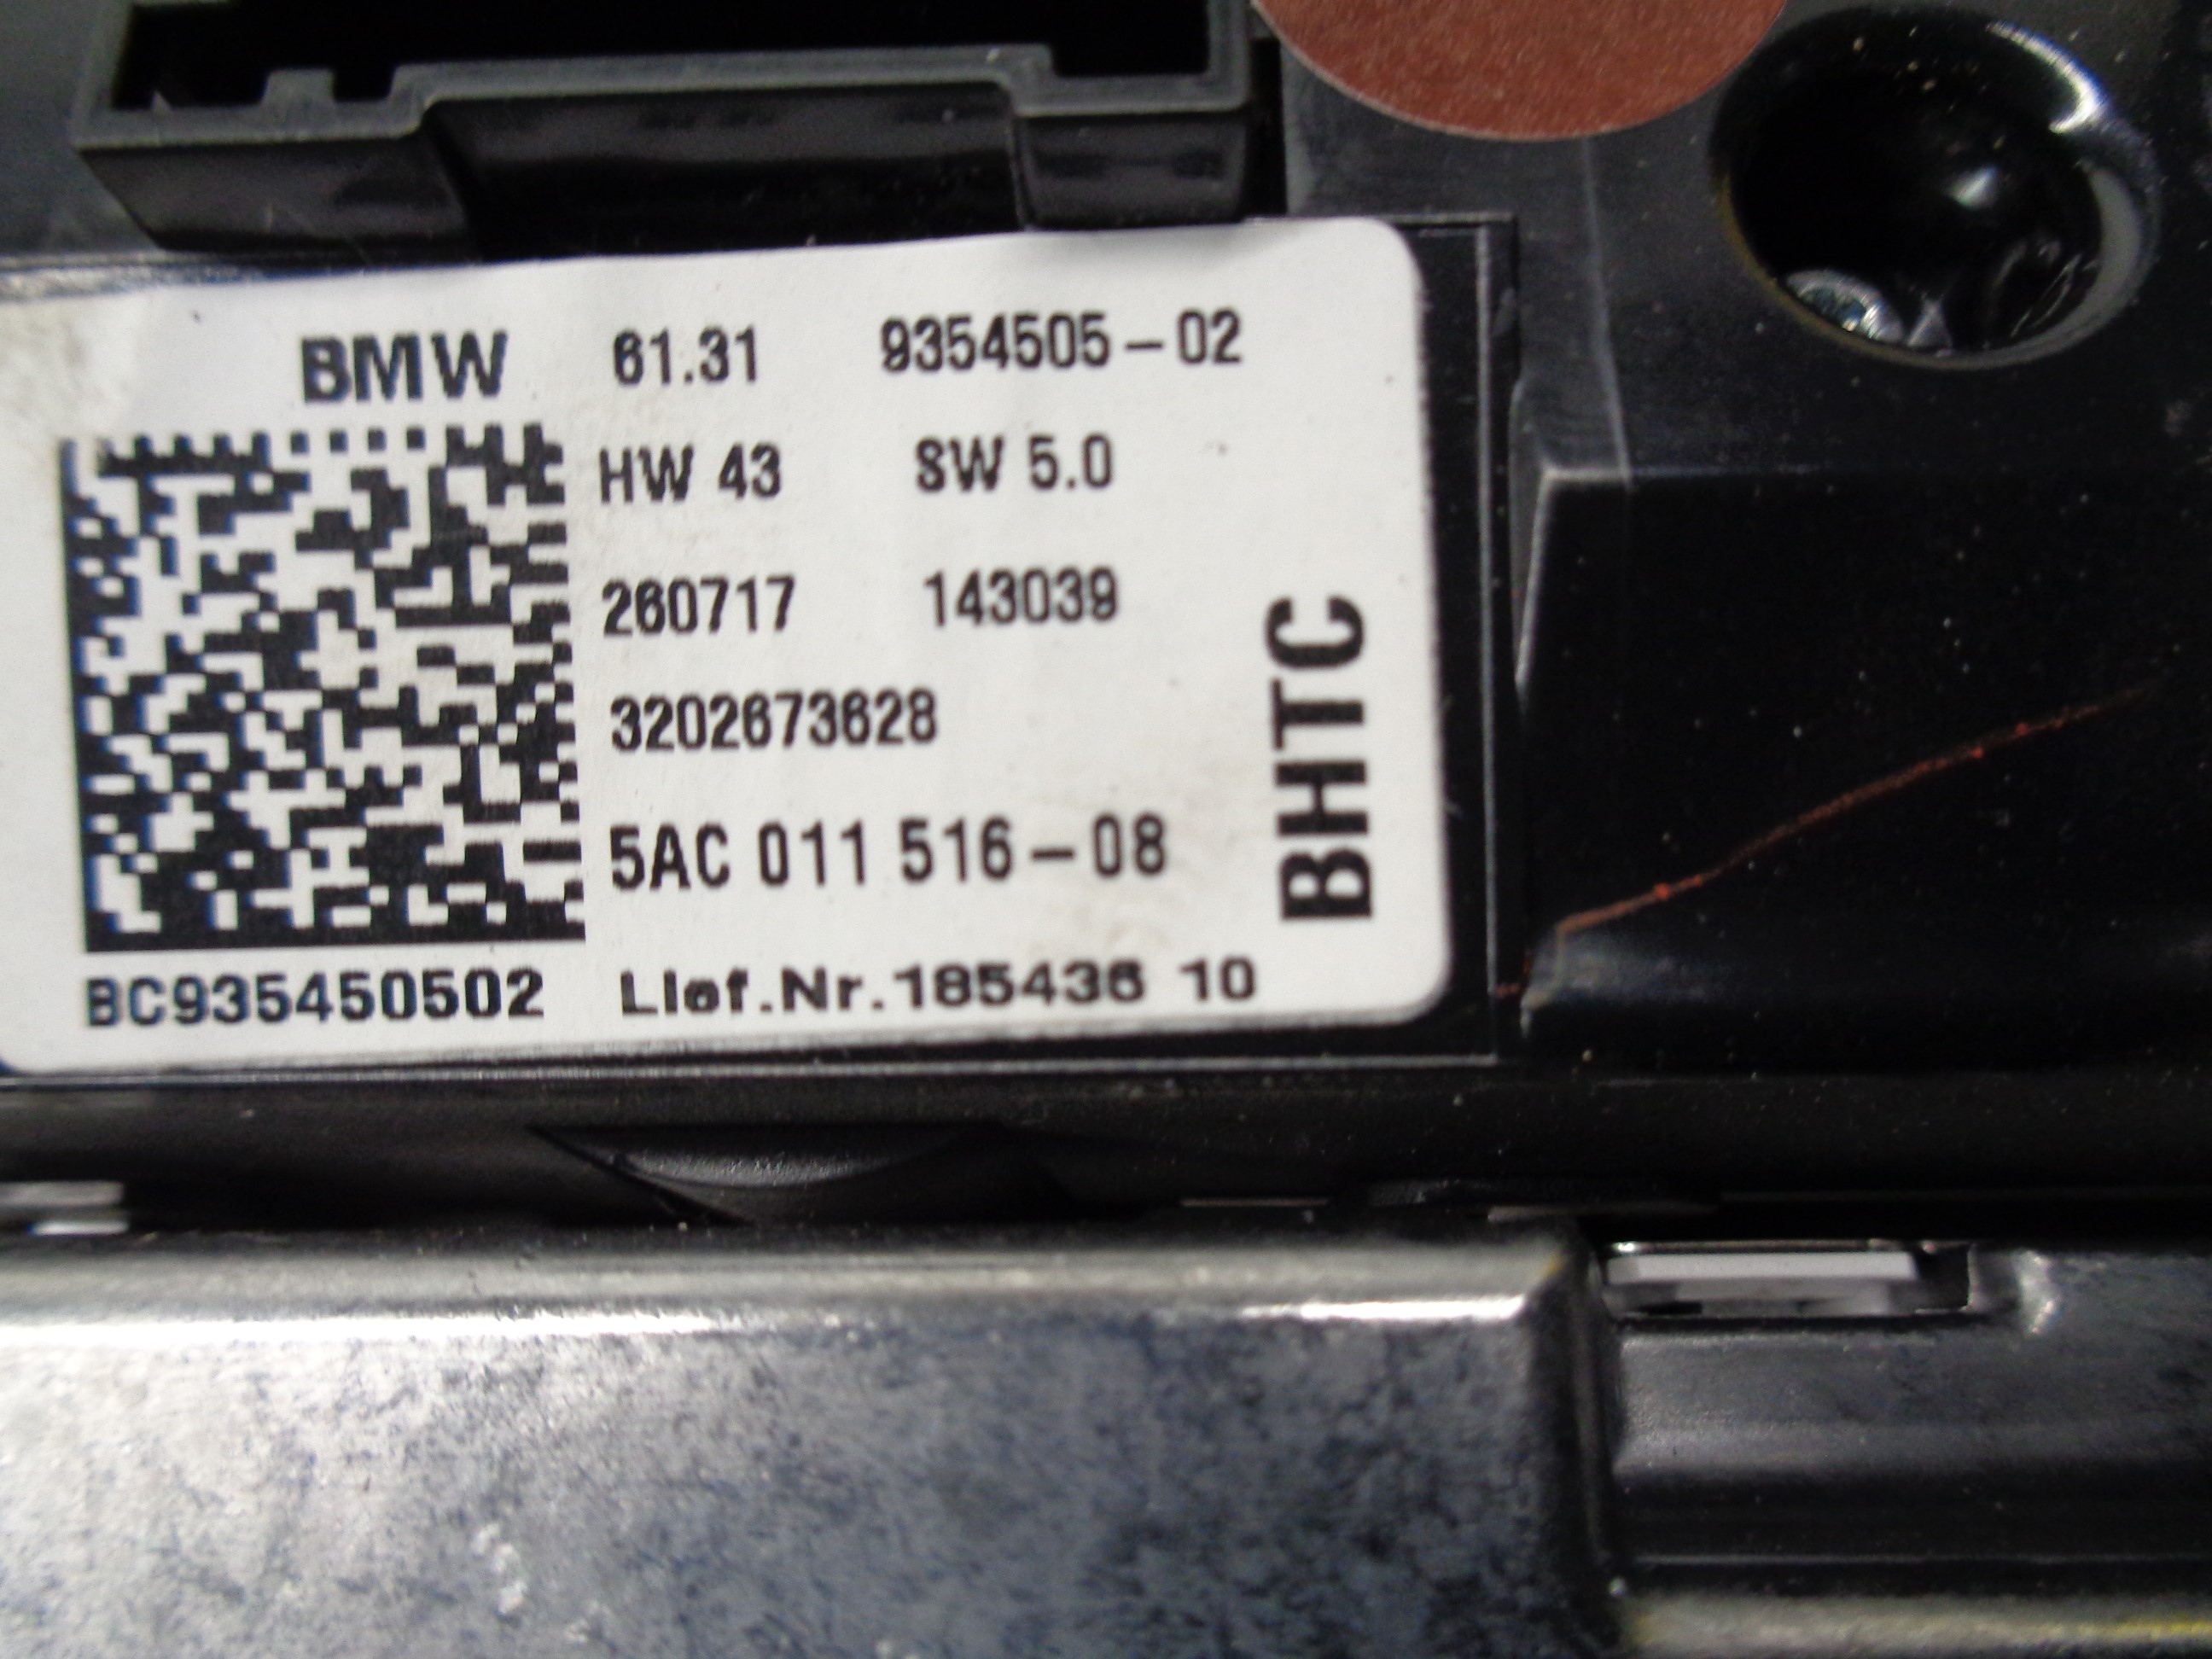 BMW 61.31 9354505-02
HW 43 SW 5.0
260717 143039
3202673628
5AC 011 516-08
BHTC
BC935450502 Lief.Nr.185436 10